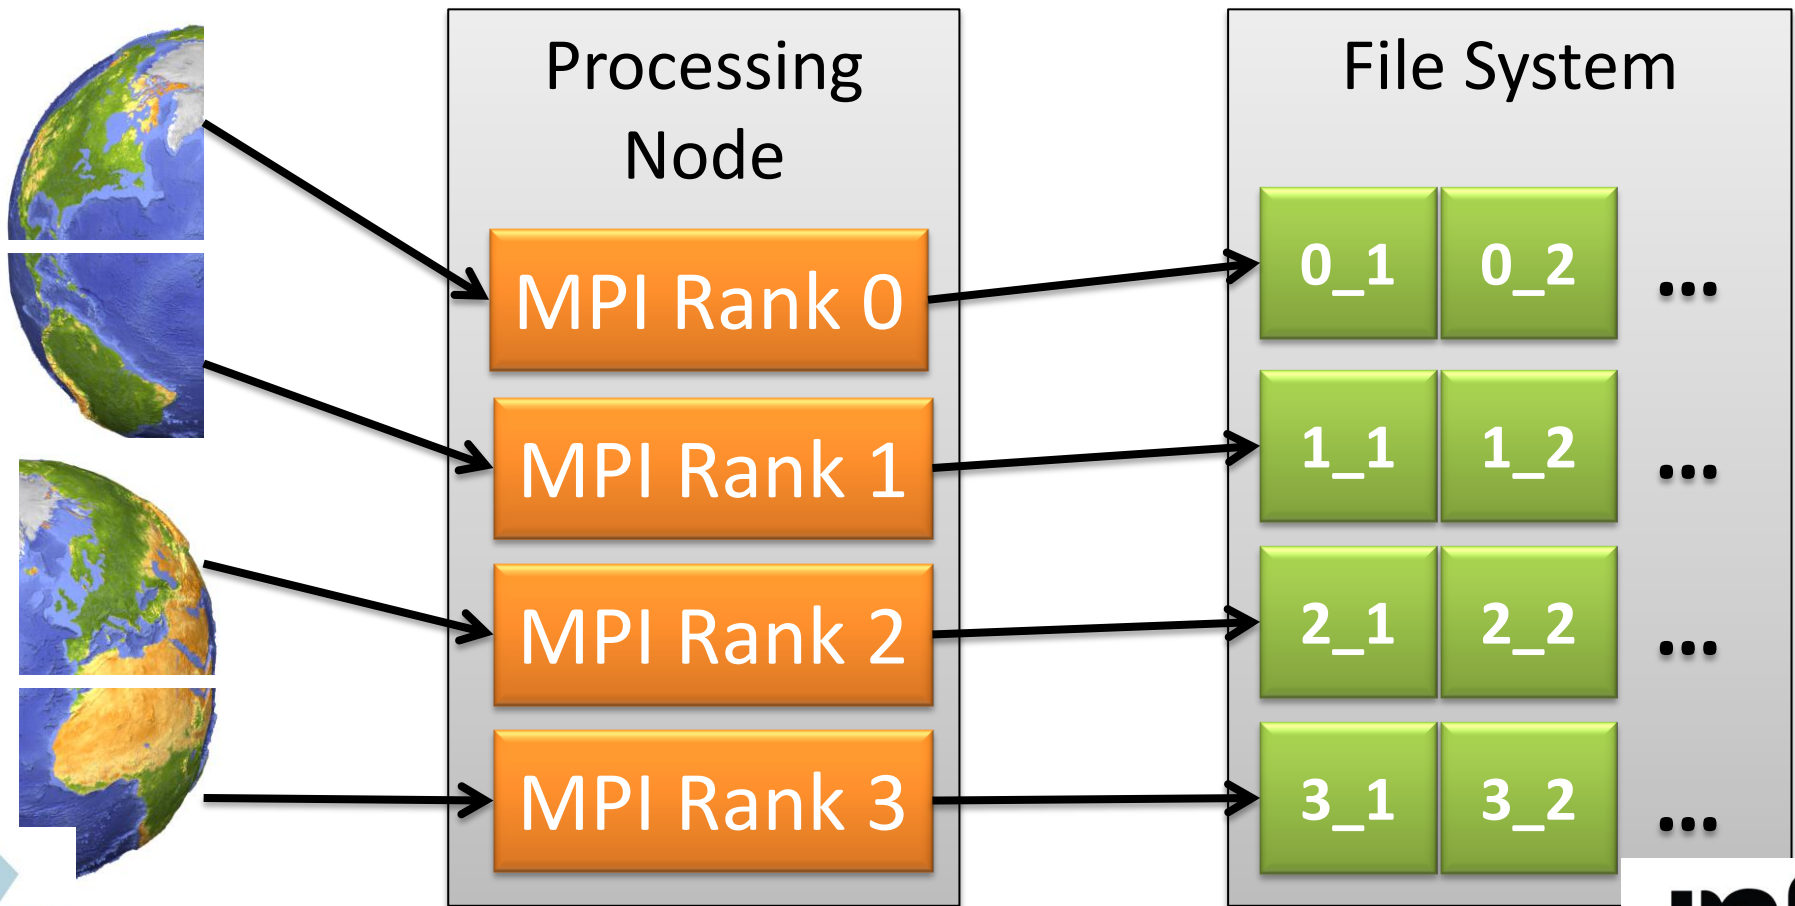 Processing
Node
File System
MPI Rank 0
0_1 0_2 ...
MPI Rank 1
1_1 1_2 ...
MPI Rank 2
2_1 2_2 ...
MPI Rank 3
3_1 3_2 ...